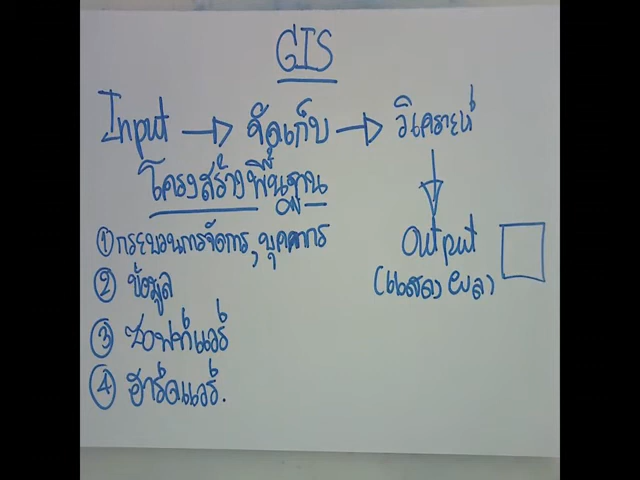 GIS
Input → จัดเก็บ → วิเคราะห์
โครงสร้างพื้นฐาน
① กระบวนการจัดการ, บุคคากร
Output
(แสดงผล)
② ข้อมูล
③ ซอฟท์แวร์
④ ฮาร์ดแวร์.